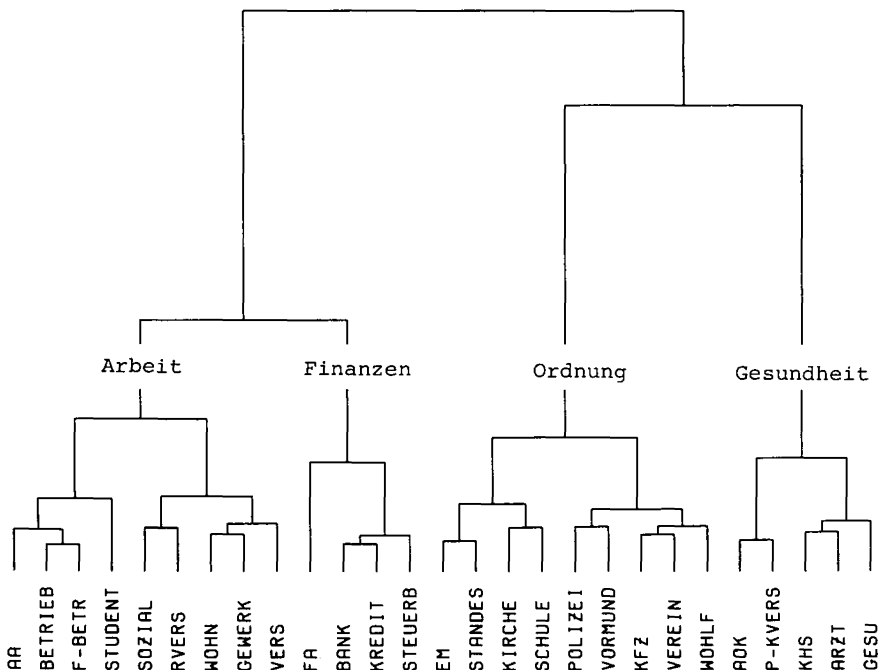 Arbeit
Finanzen
Ordnung
Gesundheit
AA
BETRIEB
F-BETR
STUDENT
SOZIAL
RVERS
WOHN
GEWERK
VERS
FA
BANK
KREDIT
STEUERB
EM
STANDES
KIRCHE
SCHULE
POLIZEI
VORMUND
KFZ
VEREIN
WOHLF
AOK
P-KVERS
KHS
ARZT
GESU